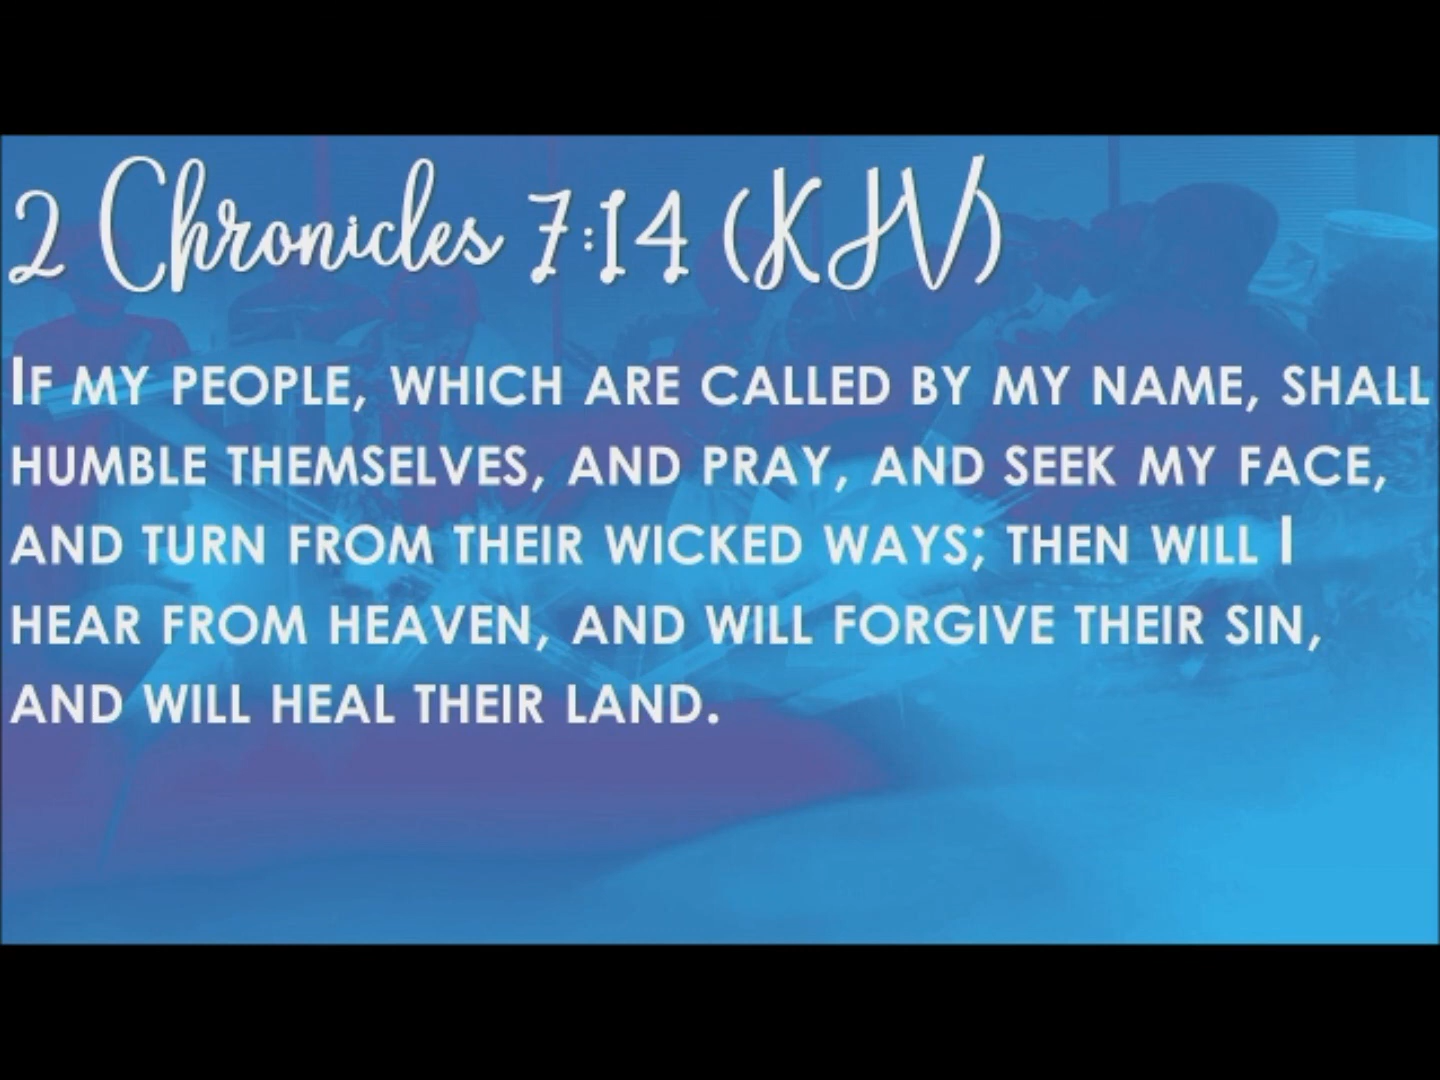 2 Chronicles 7:14 (KJV)
If my people, which are called by my name, shall
humble themselves, and pray, and seek my face,
and turn from their wicked ways; then will I
hear from heaven, and will forgive their sin,
and will heal their land.